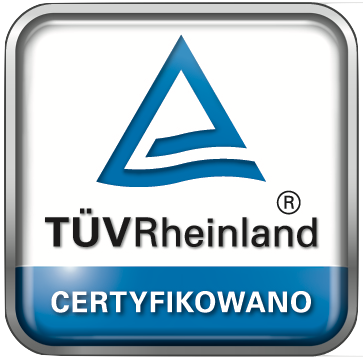 ®
TÜVRheinland
CERTYFIKOWANO